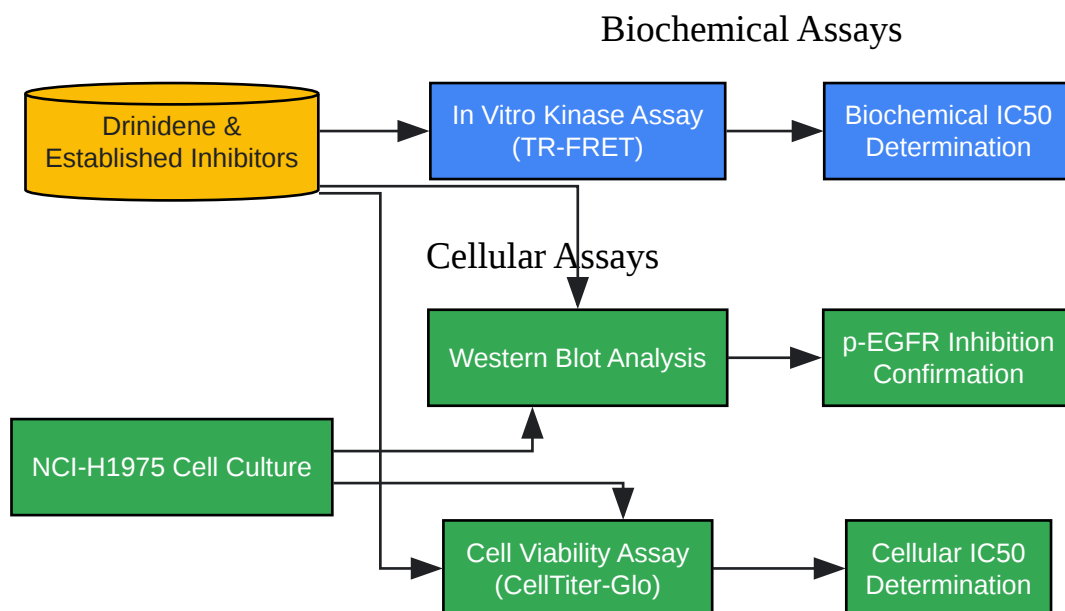 Biochemical Assays
Drinidene &
Established Inhibitors
In Vitro Kinase Assay
(TR-FRET)
Biochemical IC50
Determination
Cellular Assays
Western Blot Analysis
p-EGFR Inhibition
Confirmation
NCI-H1975 Cell Culture
Cell Viability Assay
(CellTiter-Glo)
Cellular IC50
Determination